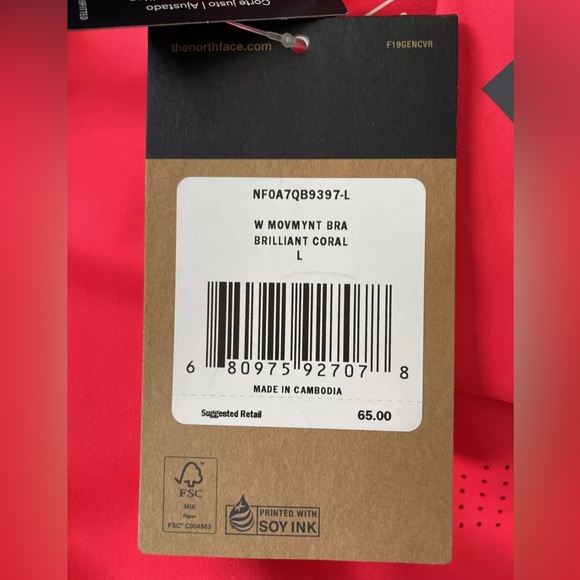 Corte justo | Ajustado
thenorthface.com
F19GENCVR
NF0A7QB9397-L
W MOVMYNT BRA
BRILLIANT CORAL
L
6 80975 92707 8
MADE IN CAMBODIA
Suggested Retail 65.00
FSC
MIX
Paper
FSC® C004863
PRINTED WITH
SOY INK